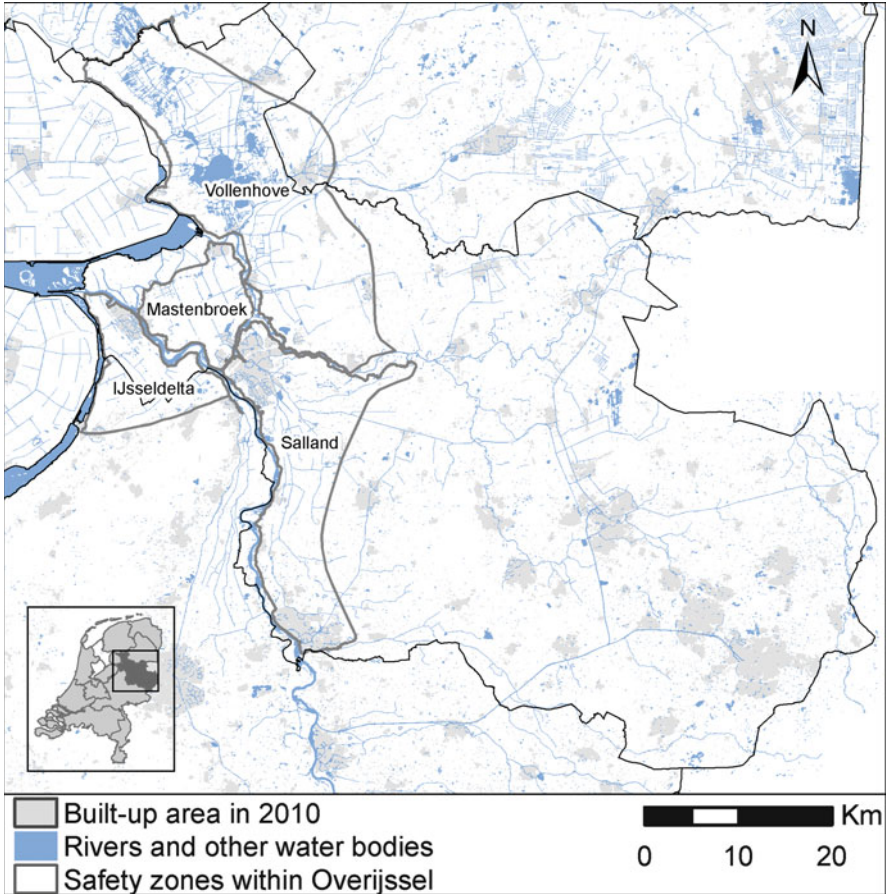 N
Vollenhove
Mastenbroek
IJsseldelta
Salland
Built-up area in 2010
Rivers and other water bodies
Safety zones within Overijssel
Km
0 10 20